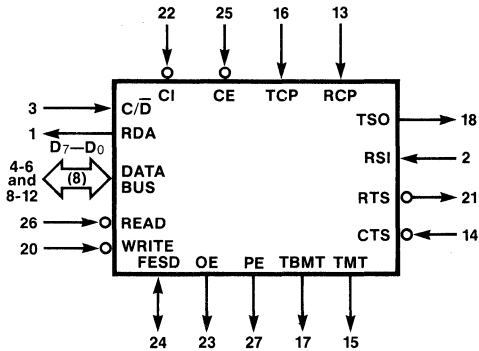 22 25 16 13
CI CE TCP RCP
3 C/D̅ TSO 18
1 RDA
D7—D0
RSI 2
4-6 and 8-12 (8) DATA BUS
RTS 21
26 READ
CTS 14
20 WRITE
FESD OE PE TBMT TMT
24 23 27 17 15